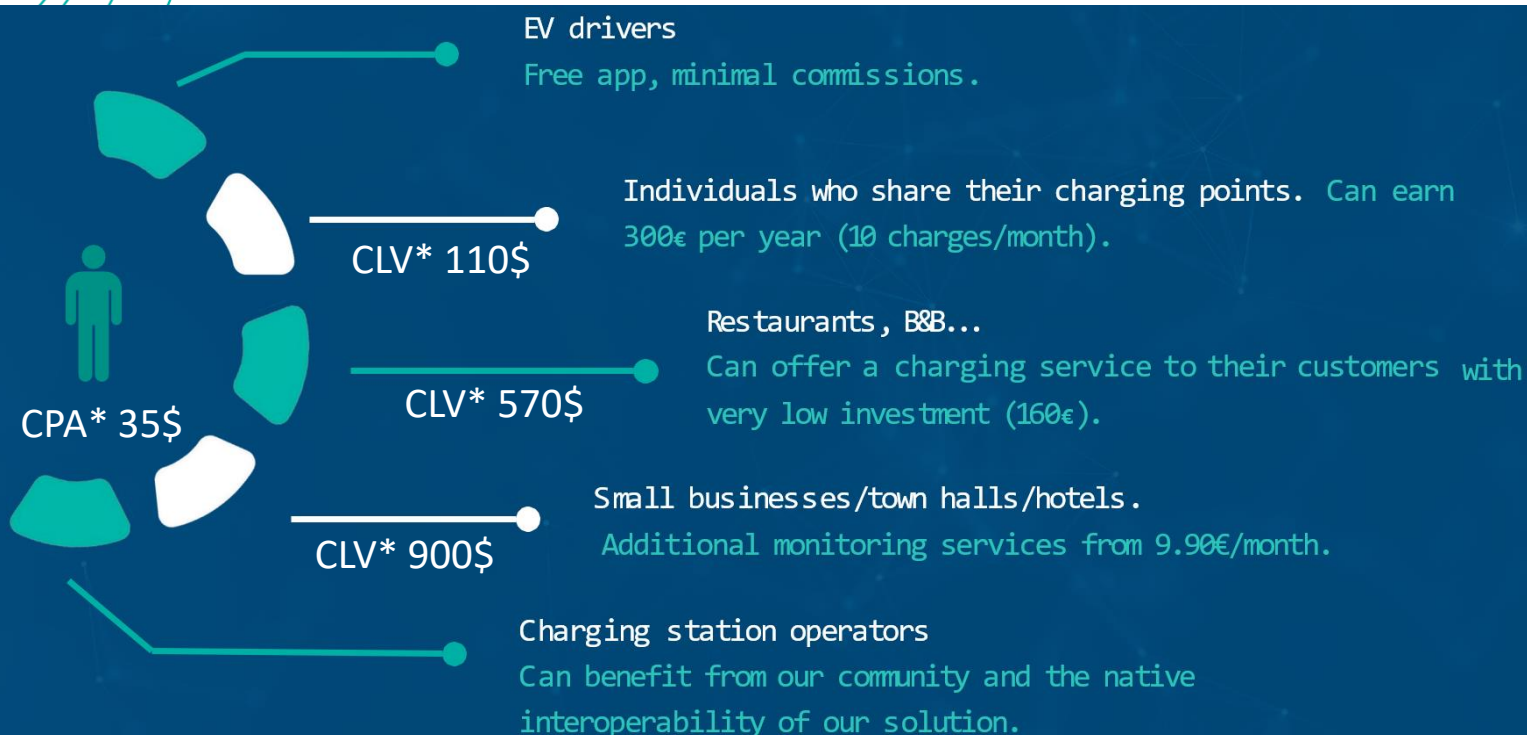 EV drivers
Free app, minimal commissions.
Individuals who share their charging points. Can earn
300€ per year (10 charges/month).
CLV* 110$
Restaurants, B&B...
Can offer a charging service to their customers with
very low investment (160€).
CLV* 570$
CPA* 35$
Small businesses/town halls/hotels.
Additional monitoring services from 9.90€/month.
CLV* 900$
Charging station operators
Can benefit from our community and the native
interoperability of our solution.